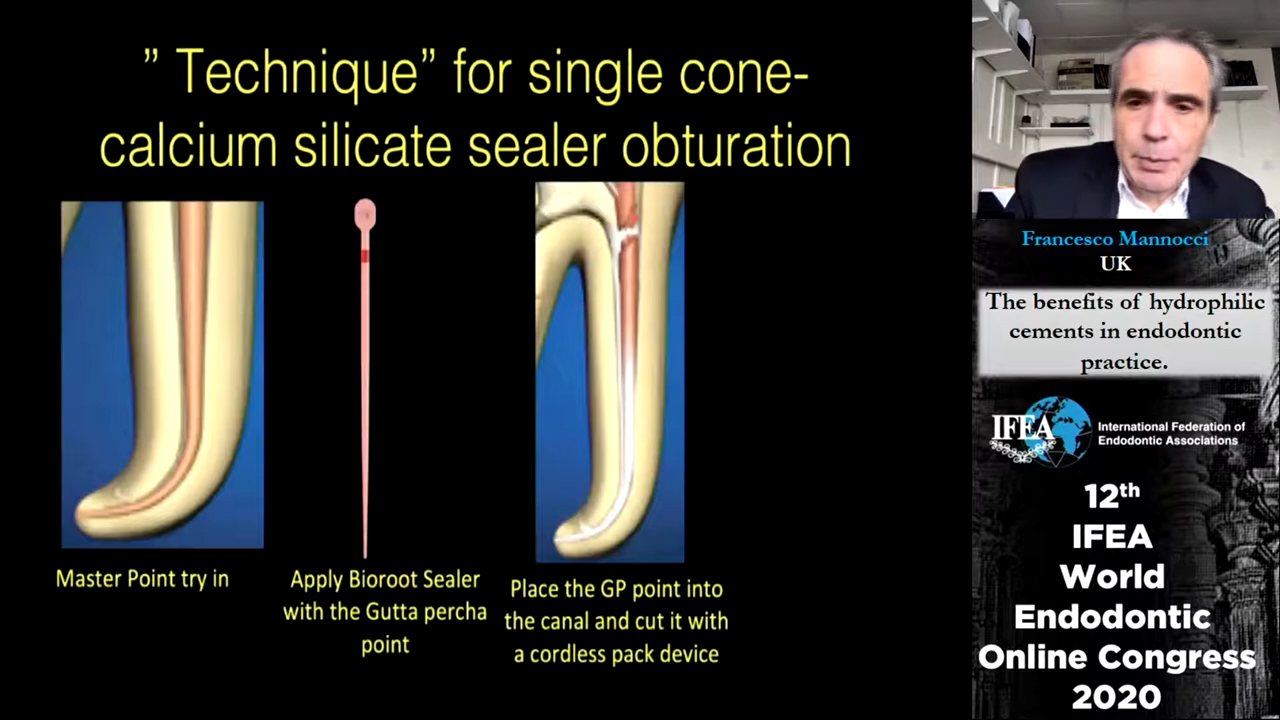 ” Technique” for single cone-
calcium silicate sealer obturation
Master Point try in
Apply Bioroot Sealer
with the Gutta percha
point
Place the GP point into
the canal and cut it with
a cordless pack device
Francesco Mannocci
UK
The benefits of hydrophilic
cements in endodontic
practice.
IFEA
International Federation of
Endodontic Associations
12th
IFEA
World
Endodontic
Online Congress
2020